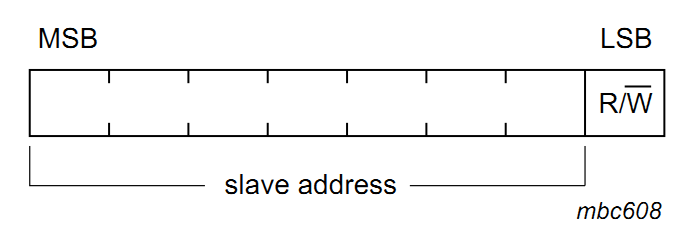 MSB LSB
R/W̅
slave address
mbc608